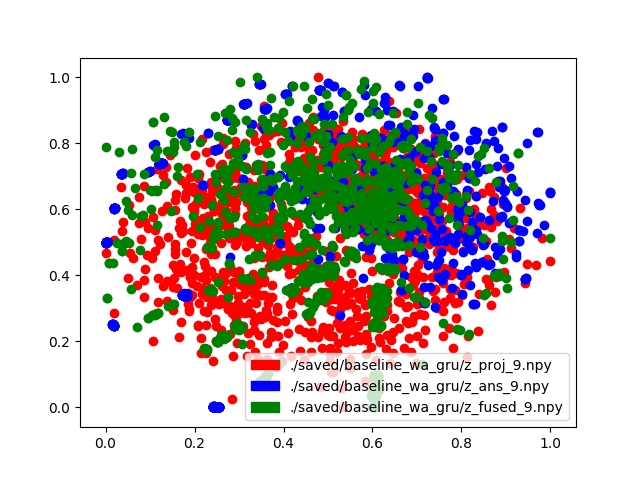 1.0
0.8
0.6
0.4
0.2
0.0
./saved/baseline_wa_gru/z_proj_9.npy
./saved/baseline_wa_gru/z_ans_9.npy
./saved/baseline_wa_gru/z_fused_9.npy
0.0 0.2 0.4 0.6 0.8 1.0